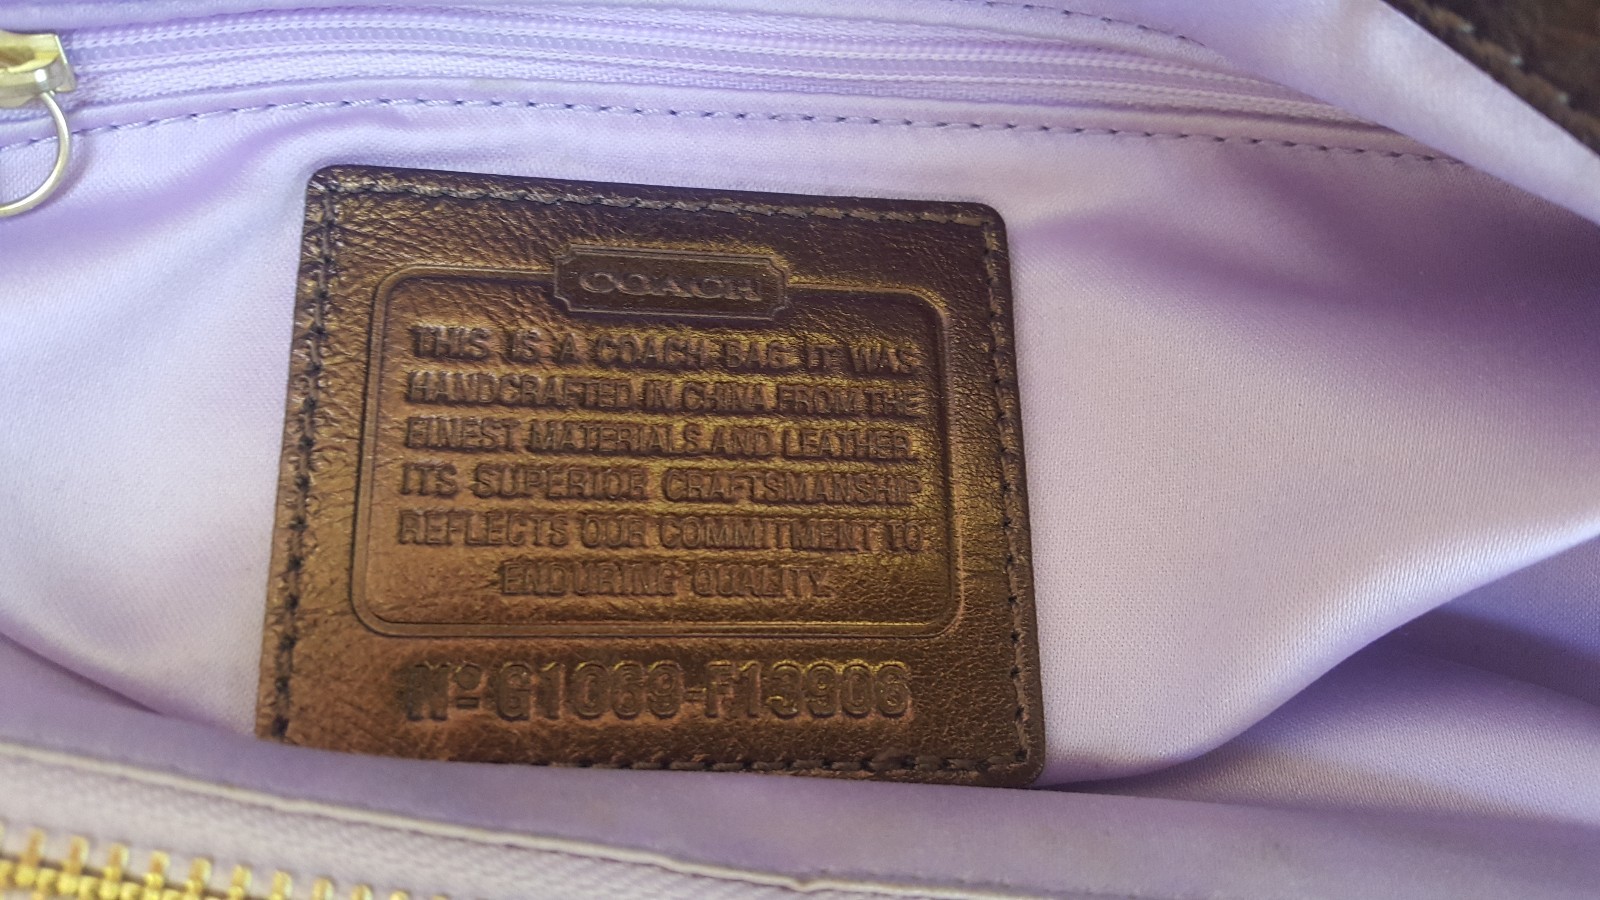 COACH
THIS IS A COACH BAG. IT WAS
HANDCRAFTED IN CHINA FROM THE
FINEST MATERIALS AND LEATHER.
ITS SUPERIOR CRAFTSMANSHIP
REFLECTS OUR COMMITMENT TO
ENDURING QUALITY.
Nº G1069-F13906